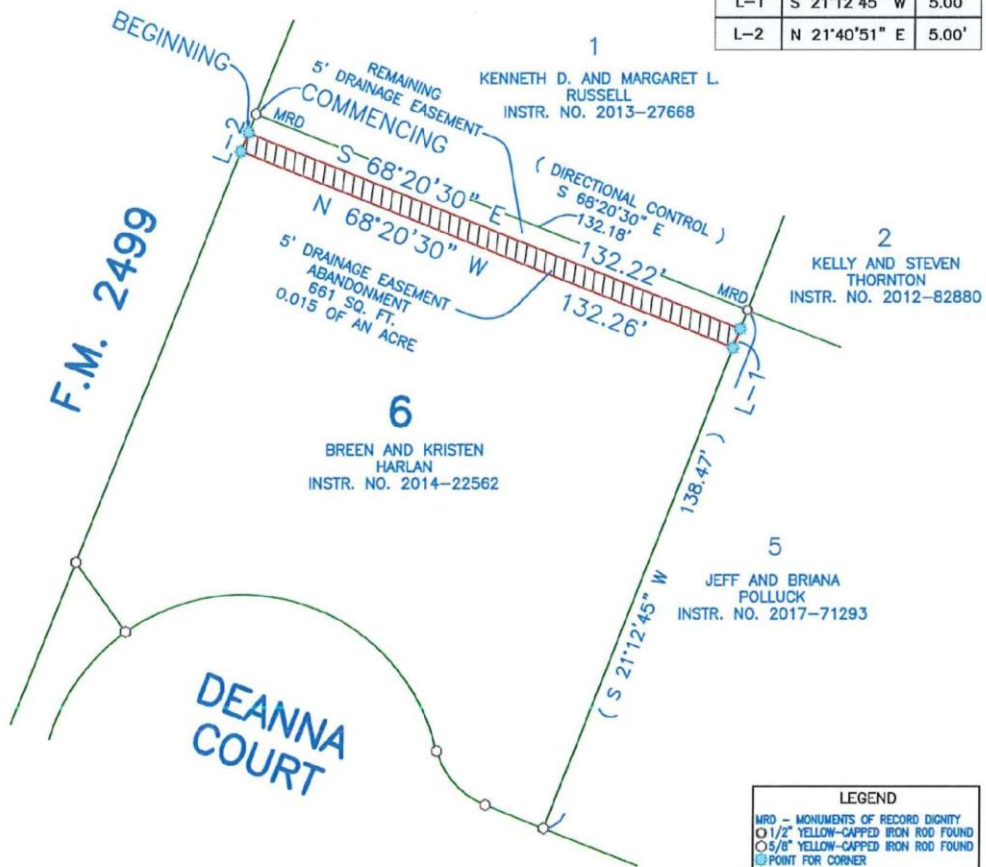 L-1 S 21°12'45" W 5.00'
L-2 N 21°40'51" E 5.00'
BEGINNING
REMAINING
5' DRAINAGE EASEMENT
COMMENCING
MRD
L-2
1
KENNETH D. AND MARGARET L.
RUSSELL
INSTR. NO. 2013-27668
( DIRECTIONAL CONTROL )
S 68°20'30" E
132.18'
S 68°20'30" E 132.22'
N 68°20'30" W 132.26'
MRD
2
KELLY AND STEVEN
THORNTON
INSTR. NO. 2012-82880
5' DRAINAGE EASEMENT
ABANDONMENT
661 SQ. FT.
0.015 OF AN ACRE
F.M. 2499
L-1
6
BREEN AND KRISTEN
HARLAN
INSTR. NO. 2014-22562
( S 21°12'45" W 138.47' )
5
JEFF AND BRIANA
POLLUCK
INSTR. NO. 2017-71293
DEANNA
COURT
LEGEND
MRD - MONUMENTS OF RECORD DIGNITY
1/2" YELLOW-CAPPED IRON ROD FOUND
5/8" YELLOW-CAPPED IRON ROD FOUND
POINT FOR CORNER